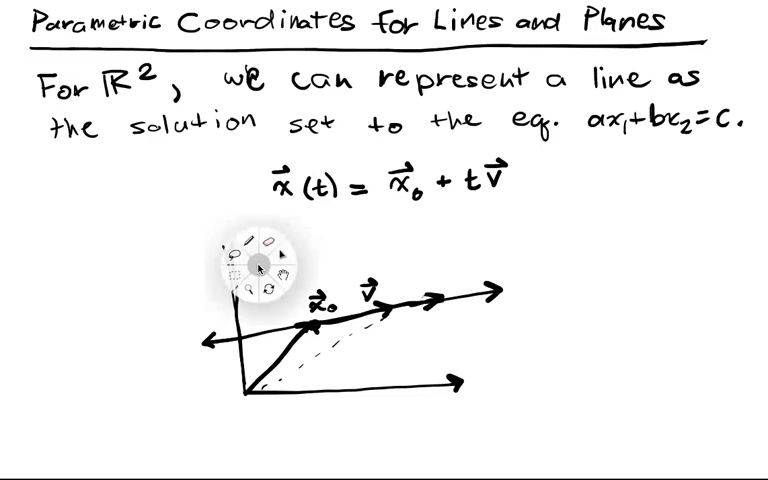 Parametric Coordinates for Lines and Planes
For ℝ², we can represent a line as
the solution set to the eq. ax₁+bx₂=c.
x⃗(t) = x⃗₀ + tv⃗
x⃗₀ v⃗